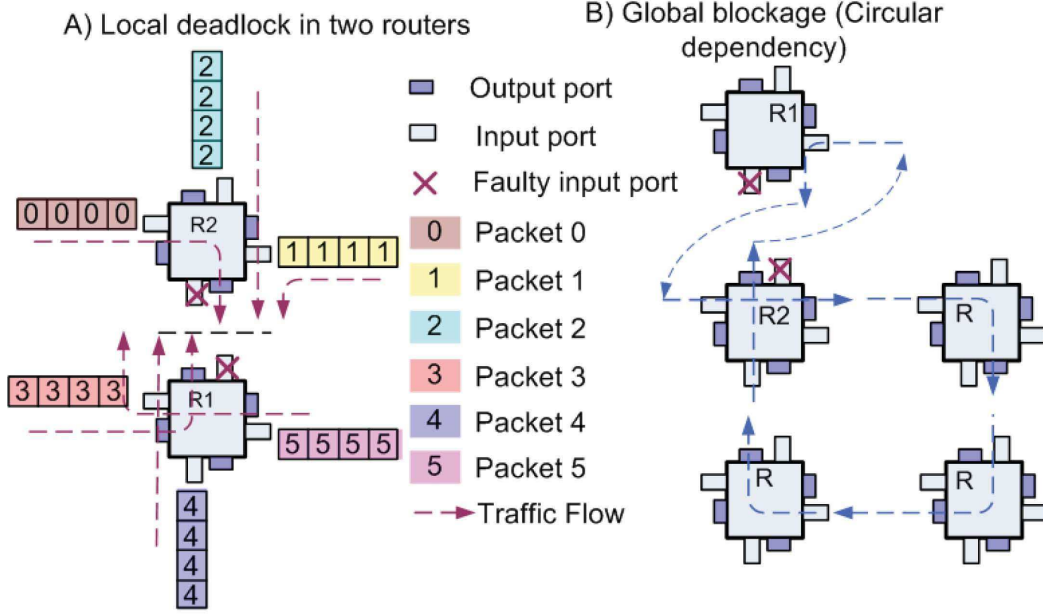 A) Local deadlock in two routers
2
2
2
2
0 0 0 0
R2
1 1 1 1
3 3 3 3
R1
5 5 5 5
4
4
4
4
Output port
Input port
Faulty input port
0 Packet 0
1 Packet 1
2 Packet 2
3 Packet 3
4 Packet 4
5 Packet 5
Traffic Flow
B) Global blockage (Circular
dependency)
R1
R2
R
R
R